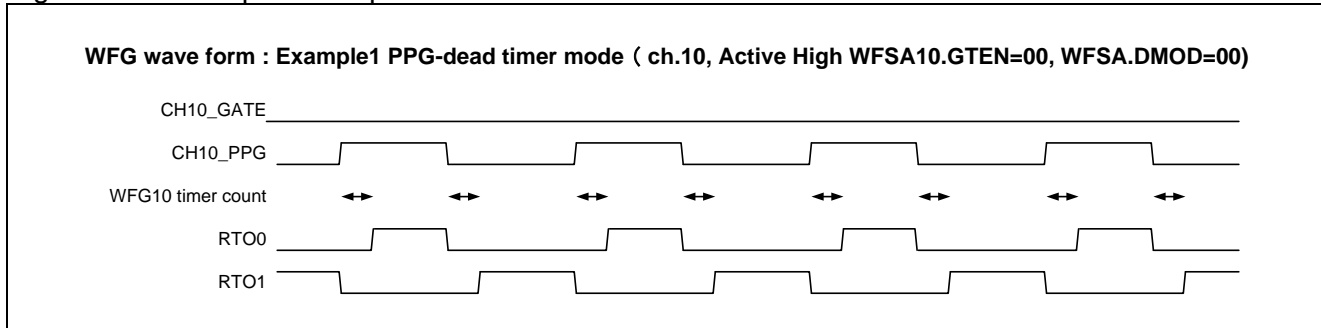 WFG wave form : Example1 PPG-dead timer mode ( ch.10, Active High WFSA10.GTEN=00, WFSA.DMOD=00)
CH10_GATE
CH10_PPG
WFG10 timer count
RTO0
RTO1